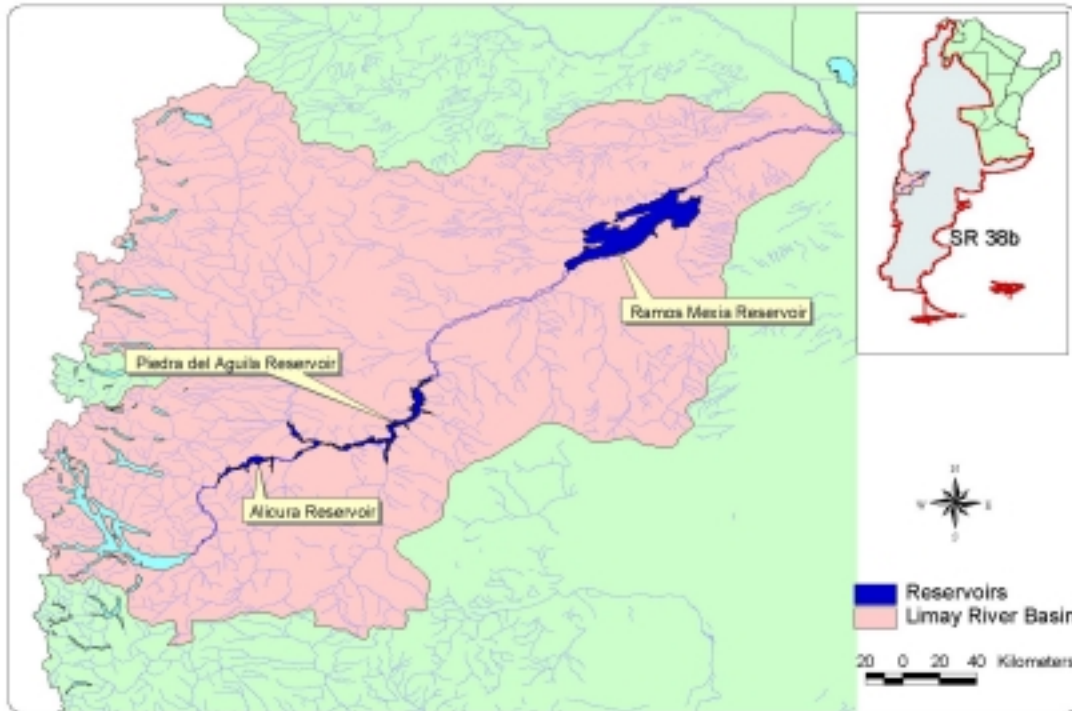 SR 38b
Ramos Mexia Reservoir
Piedra del Aguila Reservoir
Alicura Reservoir
N
W E
S
Reservoirs
Limay River Basin
20 0 20 40 Kilometers